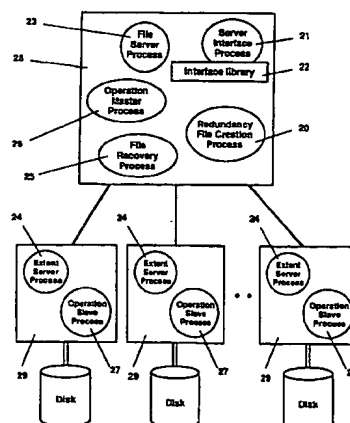 23
File
Server
Process
Server
Interface
Process
21
28
Interface library
22
Operation
Master
Process
26
Redundancy
File Creation
Process
20
File
Recovery
Process
25
24
24
24
Extent
Server
Process
Extent
Server
Process
Extent
Server
Process
Operation
Slave
Process
Operation
Slave
Process
Operation
Slave
Process
29
27
29
27
29
Disk
Disk
Disk